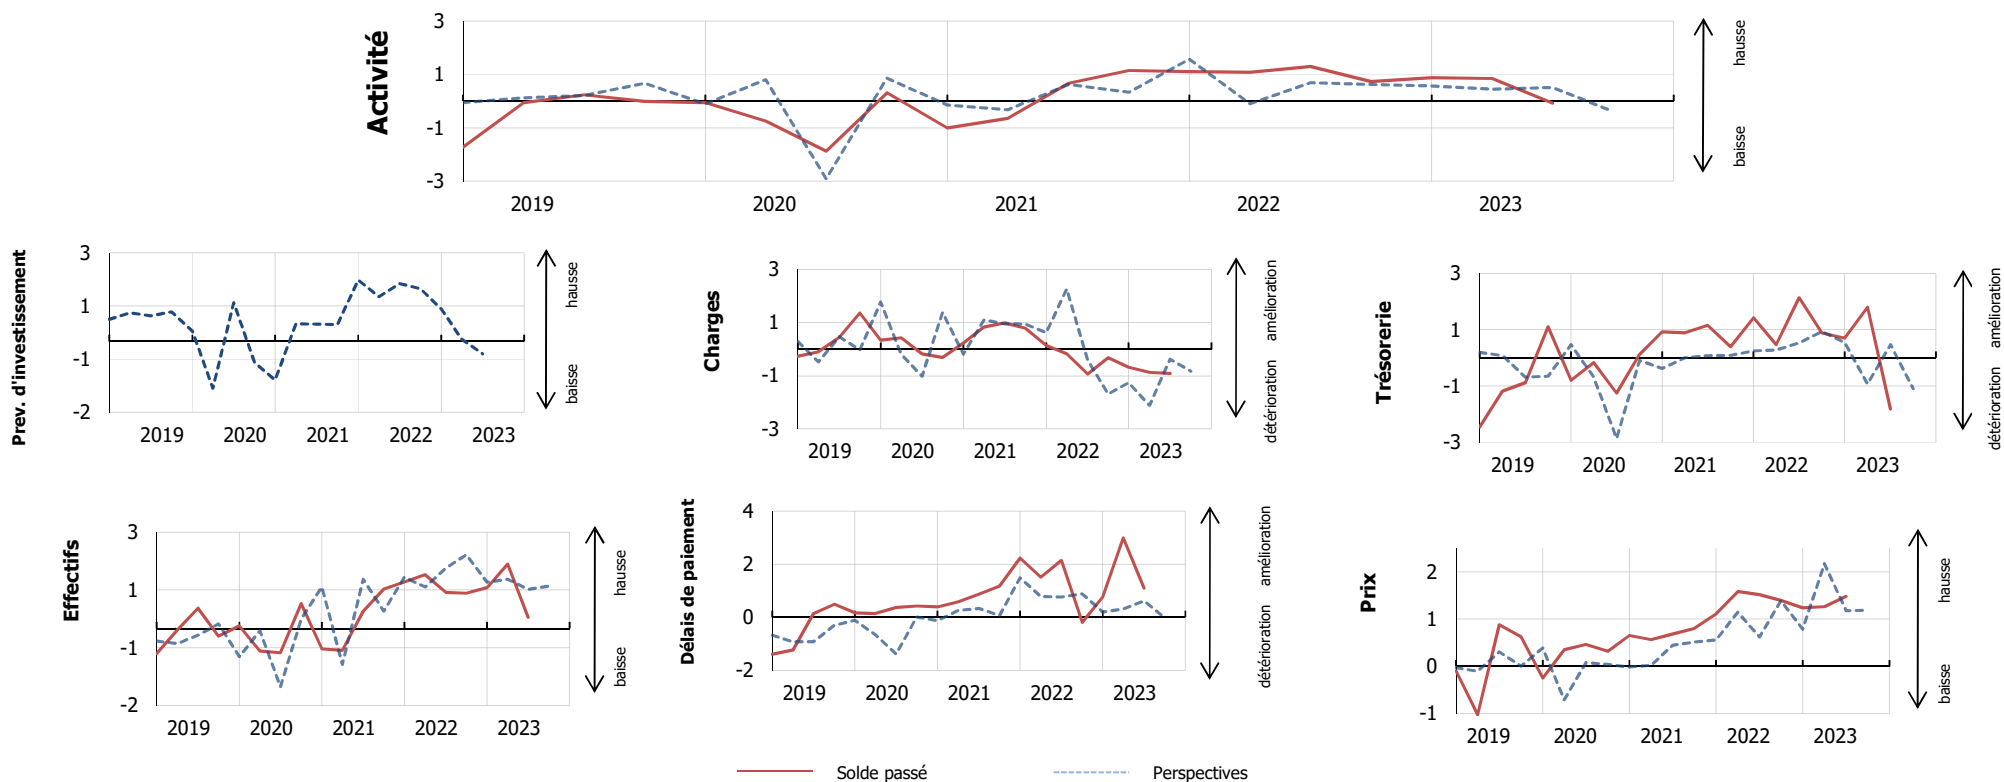 Activité
3
1
-1
-3
hausse
baisse
2019 2020 2021 2022 2023
Prev. d'investissement
3
1
-1
-2
hausse
baisse
2019 2020 2021 2022 2023
Charges
3
1
-1
-3
amélioration
détérioration
2019 2020 2021 2022 2023
Trésorerie
3
1
-1
-3
amélioration
détérioration
2019 2020 2021 2022 2023
Effectifs
3
1
-1
-2
hausse
baisse
2019 2020 2021 2022 2023
Délais de paiement
4
2
0
-2
amélioration
détérioration
2019 2020 2021 2022 2023
Prix
2
1
0
-1
hausse
baisse
2019 2020 2021 2022 2023
Solde passé Perspectives